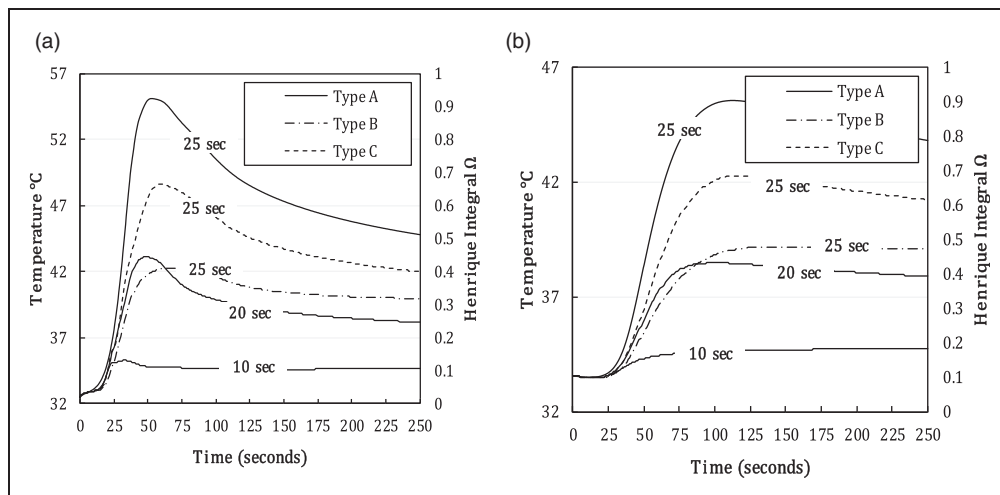 (a)
57
52
47
42
37
32
Temperature °C
1
0.9
0.8
0.7
0.6
0.5
0.4
0.3
0.2
0.1
0
Henrique Integral Ω
Type A
Type B
Type C
25 sec
25 sec
25 sec
20 sec
10 sec
0 25 50 75 100 125 150 175 200 225 250
Time (seconds)
(b)
47
42
37
32
Temperature °C
1
0.9
0.8
0.7
0.6
0.5
0.4
0.3
0.2
0.1
0
Henrique Integral Ω
Type A
Type B
Type C
25 sec
25 sec
25 sec
20 sec
10 sec
0 25 50 75 100 125 150 175 200 225 250
Time (seconds)